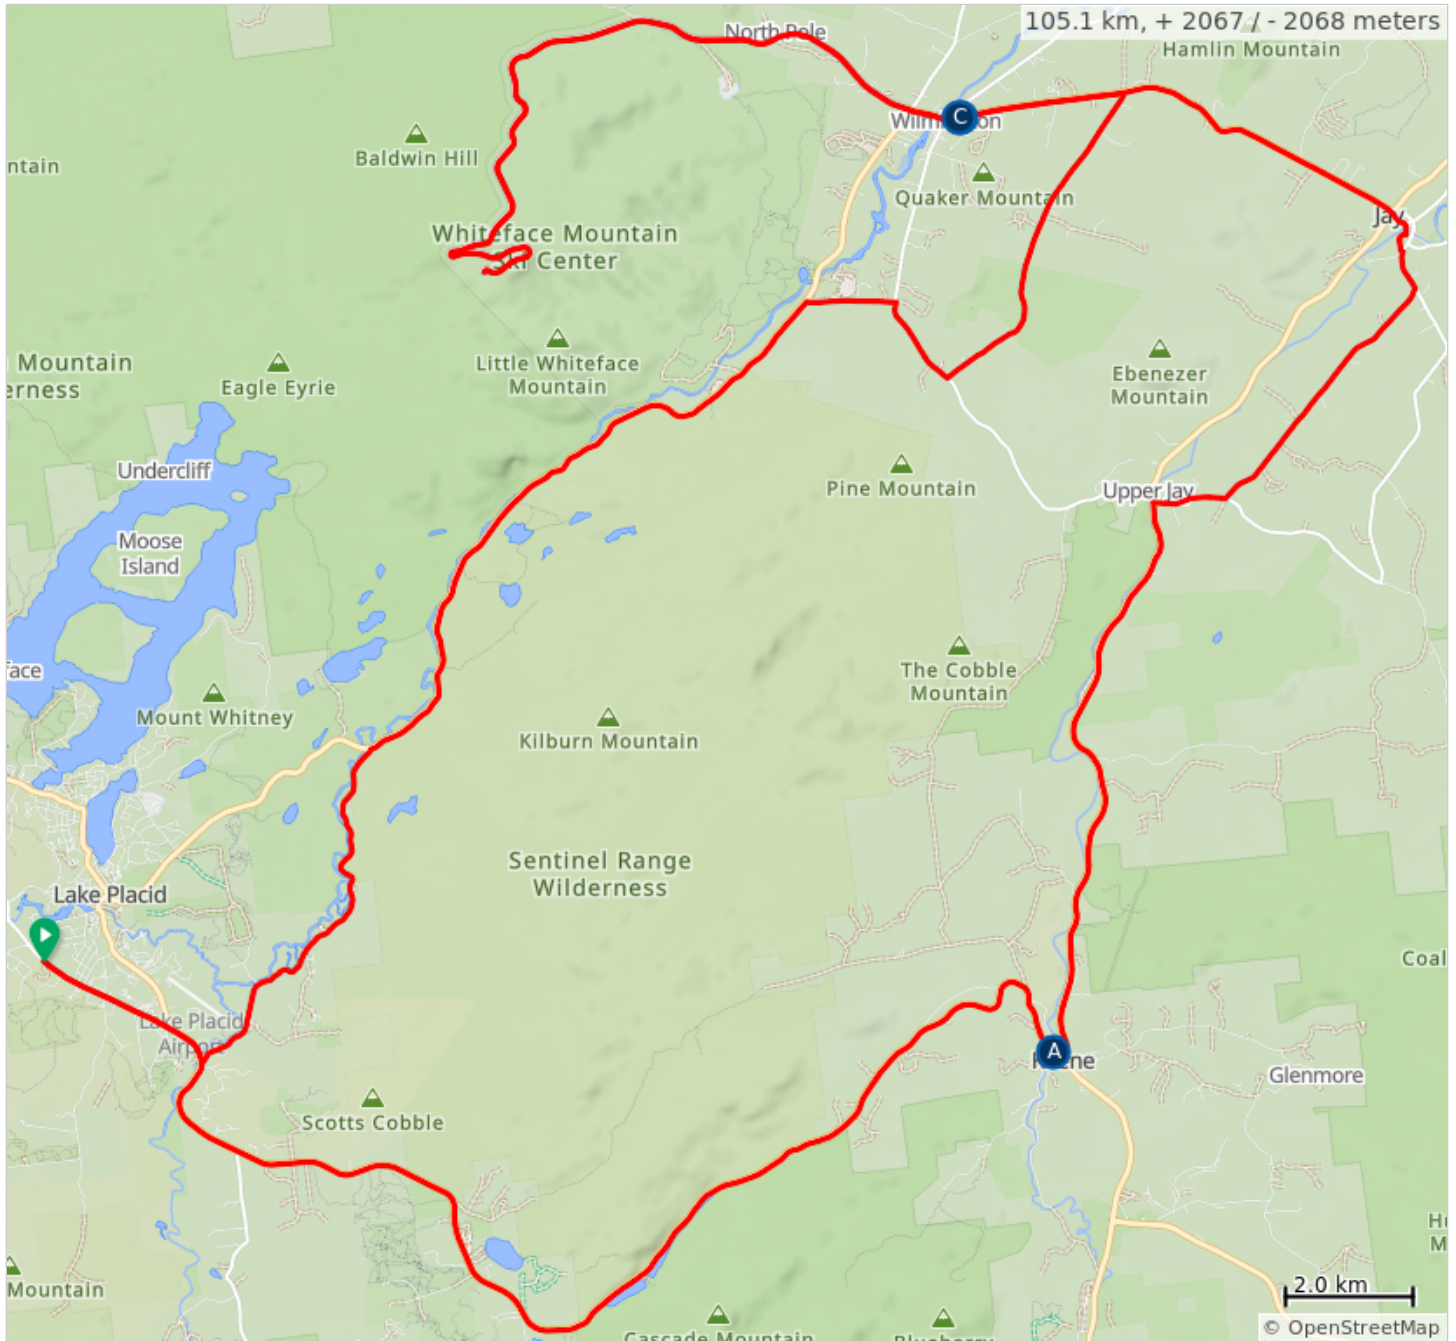 105.1 km, + 2067 / - 2068 meters
North Pole
Hamlin Mountain
C
Baldwin Hill
ntain
Quaker Mountain
Jay
Whiteface Mountain
Ski Center
Little Whiteface
Mountain
Mountain
erness
Eagle Eyrie
Ebenezer
Mountain
Undercliff
Pine Mountain
Upper Jay
Moose
Island
face
The Cobble
Mountain
Mount Whitney
Kilburn Mountain
Sentinel Range
Wilderness
Lake Placid
Coal
Lake Placid
Airport
A
Glenmore
Scotts Cobble
Mountain
2.0 km
© OpenStreetMap
Cascade Mountain